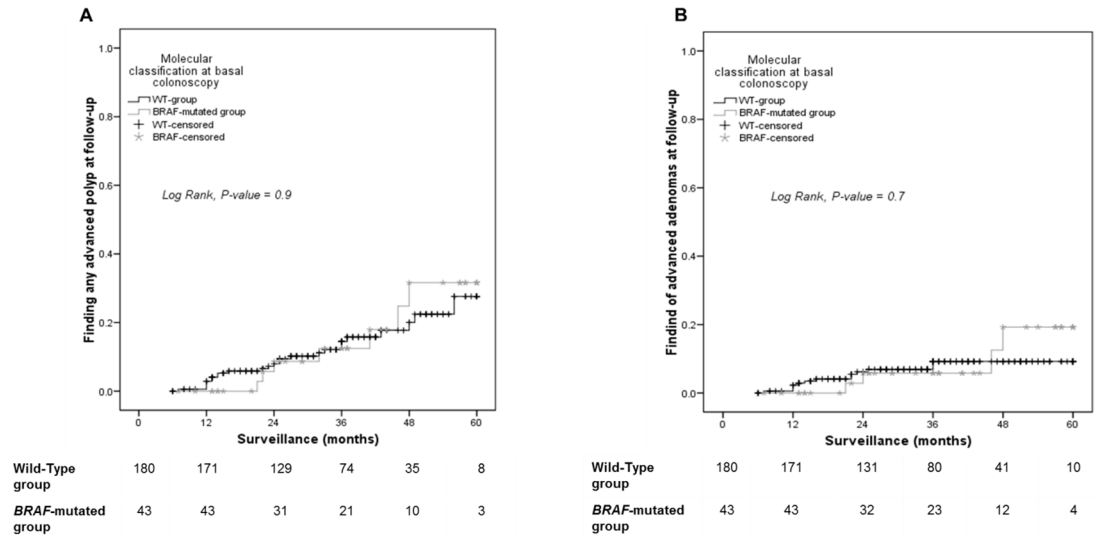 A
Finding any advanced polyp at follow-up
1.0
0.8
0.6
0.4
0.2
0.0
Molecular
classification at basal
colonoscopy
WT-group
BRAF-mutated group
WT-censored
BRAF-censored
Log Rank, P-value = 0.9
0 12 24 36 48 60
Surveillance (months)
Wild-Type 180 171 129 74 35 8
group
BRAF-mutated 43 43 31 21 10 3
group
B
Findind of advanced adenomas at follow-up
1.0
0.8
0.6
0.4
0.2
0.0
Molecular
classification at basal
colonoscopy
WT-group
BRAF-mutated group
WT-censored
BRAF-censored
Log Rank, P-value = 0.7
0 12 24 36 48 60
Surveillance (months)
Wild-Type 180 171 131 80 41 10
group
BRAF-mutated 43 43 32 23 12 4
group